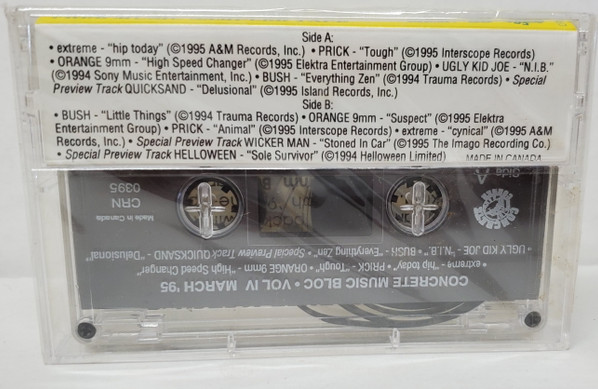 Side A:
• extreme - "hip today" (©1995 A&M Records, Inc.) • PRICK - "Tough" (©1995 Interscope Records)
• ORANGE 9mm - "High Speed Changer" (©1995 Elektra Entertainment Group) • UGLY KID JOE - "N.I.B."
(©1994 Sony Music Entertainment, Inc.) • BUSH - "Everything Zen" (©1994 Trauma Records) • Special
Preview Track QUICKSAND - "Delusional" (©1995 Island Records, Inc.)
Side B:
• BUSH - "Little Things" (©1994 Trauma Records) • ORANGE 9mm - "Suspect" (©1995 Elektra
Entertainment Group) • PRICK - "Animal" (©1995 Interscope Records) • extreme - "cynical" (©1995 A&M
Records, Inc.) • Special Preview Track WICKER MAN - "Stoned In Car" (©1995 The Imago Recording Co.)
• Special Preview Track HELLOWEEN - "Sole Survivor" (©1994 Helloween Limited) MADE IN CANADA
CONCRETE MUSIC BLOC • VOL IV MARCH '95
• extreme - "hip today" • PRICK - "Tough" • ORANGE 9mm - "High Speed Changer"
• UGLY KID JOE - "N.I.B." • BUSH - "Everything Zen" • Special Preview Track QUICKSAND - "Delusional"
CONCRETE
Side A
CRN
0395
Made in Canada